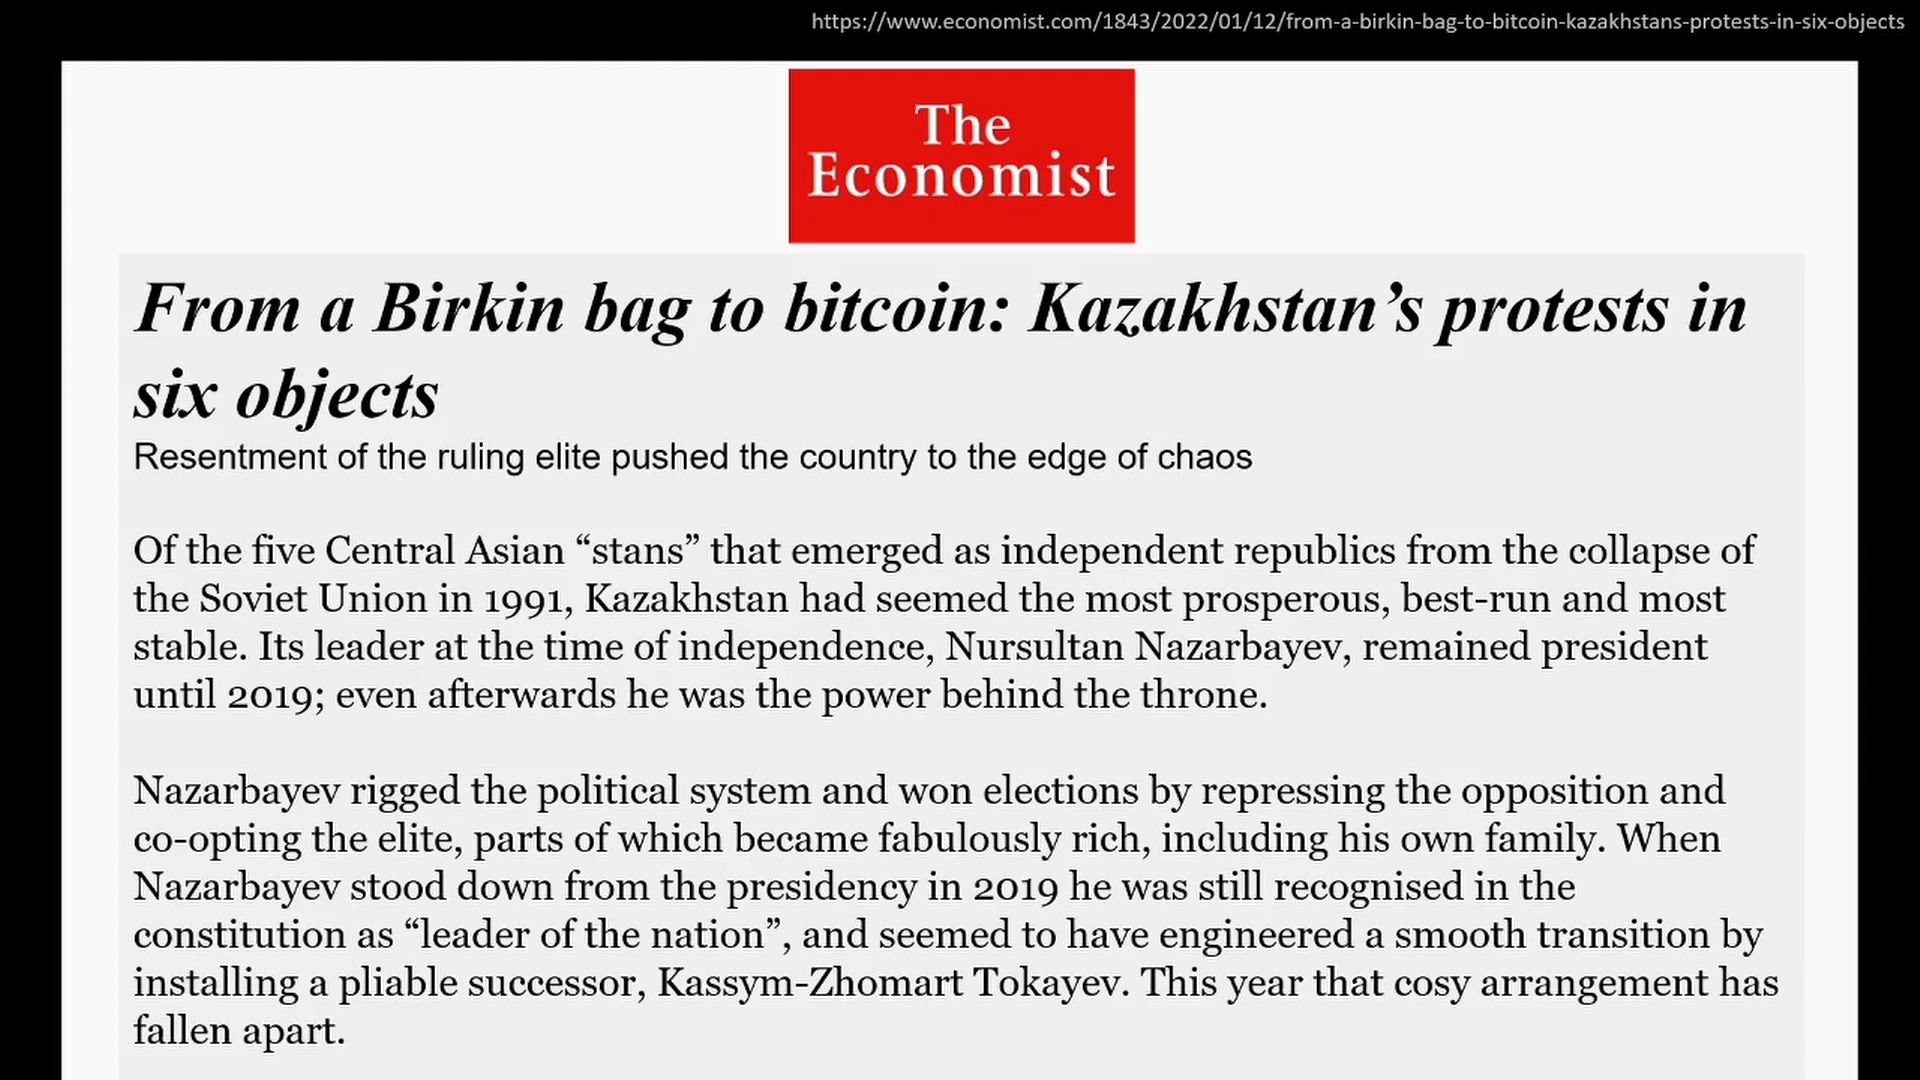 https://www.economist.com/1843/2022/01/12/from-a-birkin-bag-to-bitcoin-kazakhstans-protests-in-six-objects
The
Economist
From a Birkin bag to bitcoin: Kazakhstan’s protests in
six objects
Resentment of the ruling elite pushed the country to the edge of chaos
Of the five Central Asian “stans” that emerged as independent republics from the collapse of
the Soviet Union in 1991, Kazakhstan had seemed the most prosperous, best-run and most
stable. Its leader at the time of independence, Nursultan Nazarbayev, remained president
until 2019; even afterwards he was the power behind the throne.
Nazarbayev rigged the political system and won elections by repressing the opposition and
co-opting the elite, parts of which became fabulously rich, including his own family. When
Nazarbayev stood down from the presidency in 2019 he was still recognised in the
constitution as “leader of the nation”, and seemed to have engineered a smooth transition by
installing a pliable successor, Kassym-Zhomart Tokayev. This year that cosy arrangement has
fallen apart.